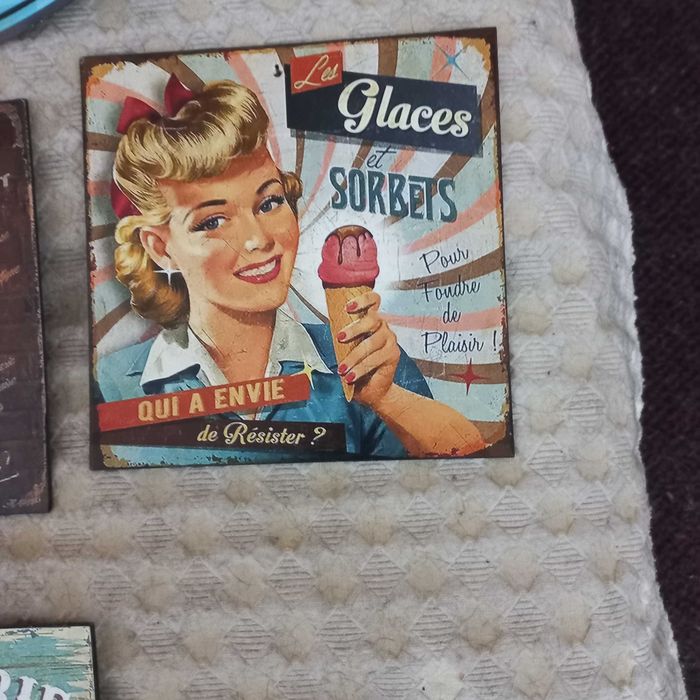 Les
Glaces
et
SORBETS
Pour
Fondre
de
Plaisir !
QUI A ENVIE
de Résister ?